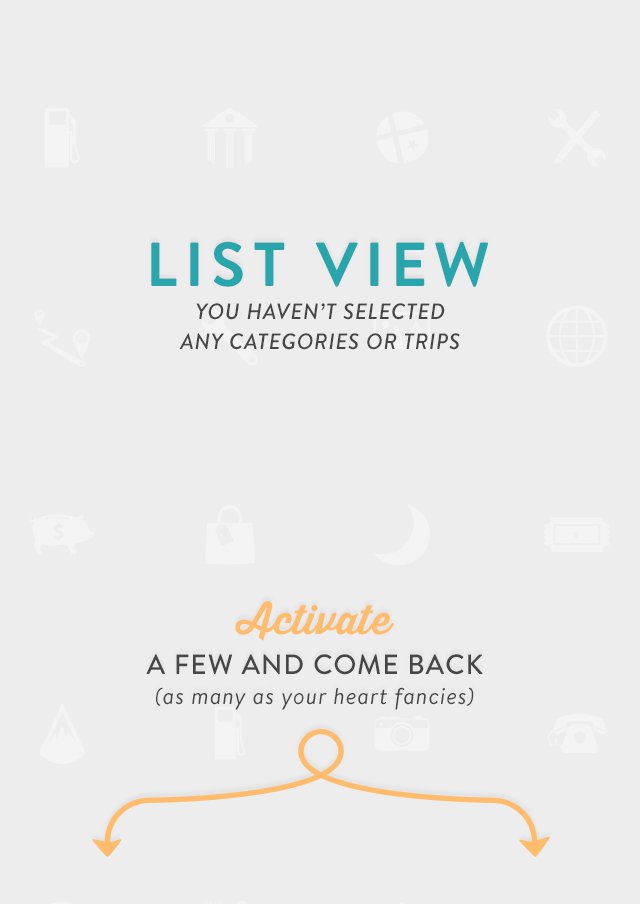 LIST VIEW
YOU HAVEN'T SELECTED
ANY CATEGORIES OR TRIPS
$
Activate
A FEW AND COME BACK
(as many as your heart fancies)